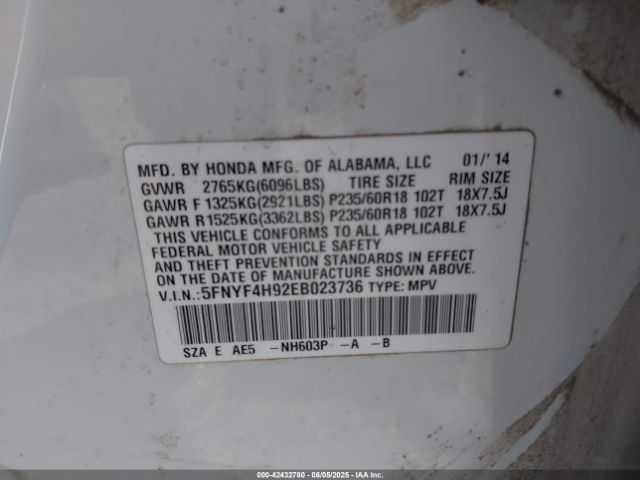 MFD. BY HONDA MFG. OF ALABAMA, LLC 01/'14
GVWR 2765KG(6096LBS) TIRE SIZE RIM SIZE
GAWR F 1325KG(2921LBS) P235/60R18 102T 18X7.5J
GAWR R1525KG(3362LBS) P235/60R18 102T 18X7.5J
THIS VEHICLE CONFORMS TO ALL APPLICABLE
FEDERAL MOTOR VEHICLE SAFETY
AND THEFT PREVENTION STANDARDS IN EFFECT
ON THE DATE OF MANUFACTURE SHOWN ABOVE.
V.I.N.:5FNYF4H92EB023736 TYPE: MPV
SZA E AE5 -NH603P -A -B
000-42432780 - 06/05/2025 - IAA Inc.